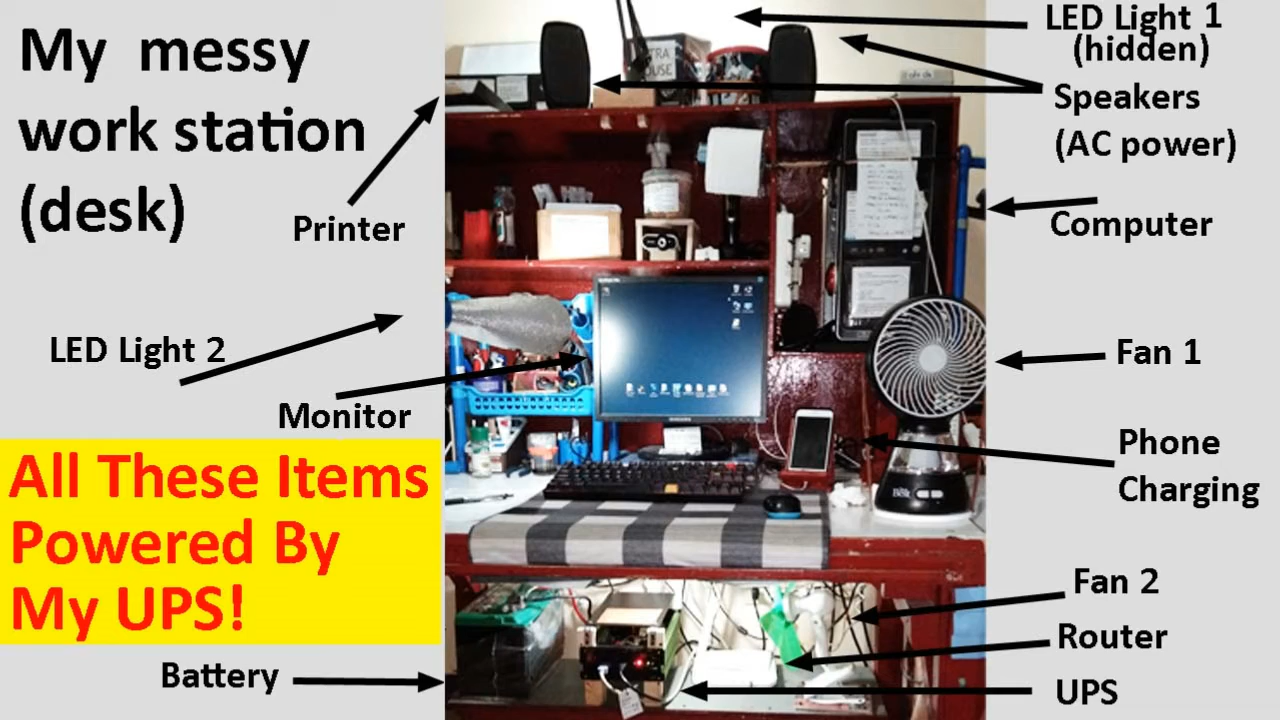 My messy
work station
(desk)
LED Light 1
(hidden)
Speakers
(AC power)
Printer
Computer
LED Light 2
Fan 1
Monitor
Phone
Charging
All These Items
Powered By
My UPS!
Fan 2
Router
Battery
UPS